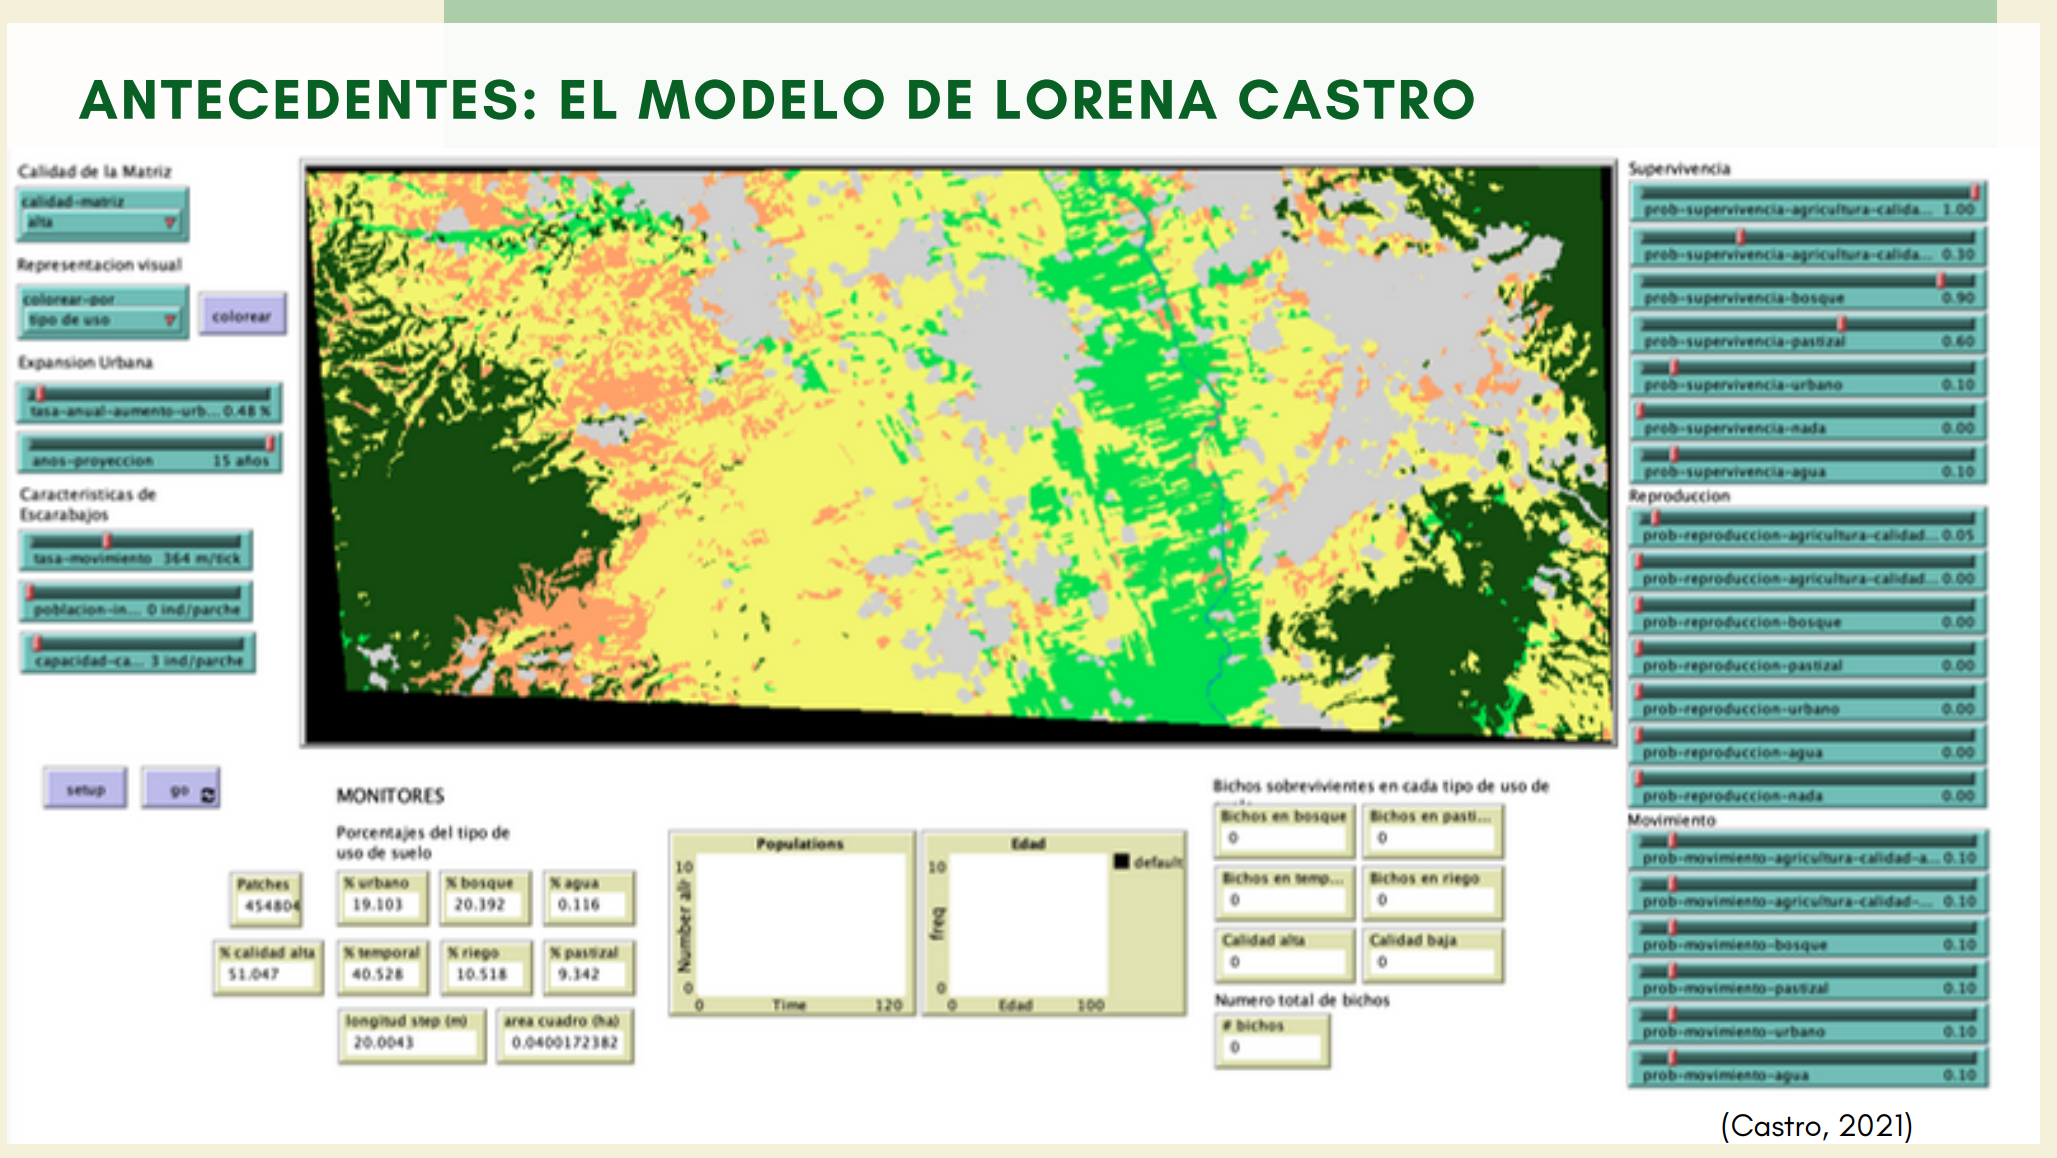 ANTECEDENTES: EL MODELO DE LORENA CASTRO
Calidad de la Matriz
calidad-matriz
alta
Representacion visual
colorear-por
tipo de uso
colorear
Expansion Urbana
tasa-anual-aumento-urb... 0.48 %
anos-proyeccion 15 años
Caracteristicas de
Escarabajos
tasa-movimiento 364 m/tick
poblacion-in... 0 ind/parche
capacidad-ca... 3 ind/parche
setup
go
MONITORES
Porcentajes del tipo de
uso de suelo
Patches
454804
% urbano
19.103
% bosque
20.392
% agua
0.116
% calidad alta
51.047
% temporal
40.528
% riego
10.518
% pastizal
9.342
longitud step (m)
20.0043
area cuadro (ha)
0.0400172382
Populations
10
Number alir
0
0 Time 120
Edad
10
freq
0
0 Edad 100
default
Bichos sobrevivientes en cada tipo de uso de
Bichos en bosque
0
Bichos en pasti...
0
Bichos en temp...
0
Bichos en riego
0
Calidad alta
0
Calidad baja
0
Numero total de bichos
# bichos
0
Supervivencia
prob-supervivencia-agricultura-calida... 1.00
prob-supervivencia-agricultura-calida... 0.30
prob-supervivencia-bosque 0.90
prob-supervivencia-pastizal 0.60
prob-supervivencia-urbano 0.10
prob-supervivencia-nada 0.00
prob-supervivencia-agua 0.10
Reproduccion
prob-reproduccion-agricultura-calidad... 0.05
prob-reproduccion-agricultura-calidad... 0.00
prob-reproduccion-bosque 0.00
prob-reproduccion-pastizal 0.00
prob-reproduccion-urbano 0.00
prob-reproduccion-agua 0.00
prob-reproduccion-nada 0.00
Movimiento
prob-movimiento-agricultura-calidad-a... 0.10
prob-movimiento-agricultura-calidad-... 0.10
prob-movimiento-bosque 0.10
prob-movimiento-pastizal 0.10
prob-movimiento-urbano 0.10
prob-movimiento-agua 0.10
(Castro, 2021)